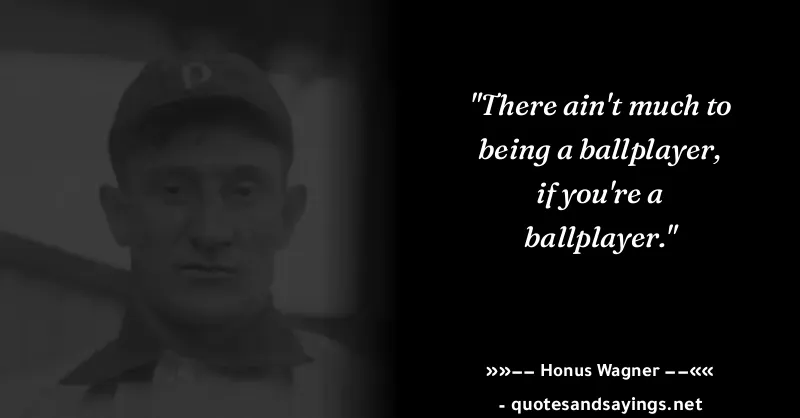 P
"There ain't much to
being a ballplayer,
if you're a
ballplayer."
»»−− Honus Wagner −−««
- quotesandsayings.net